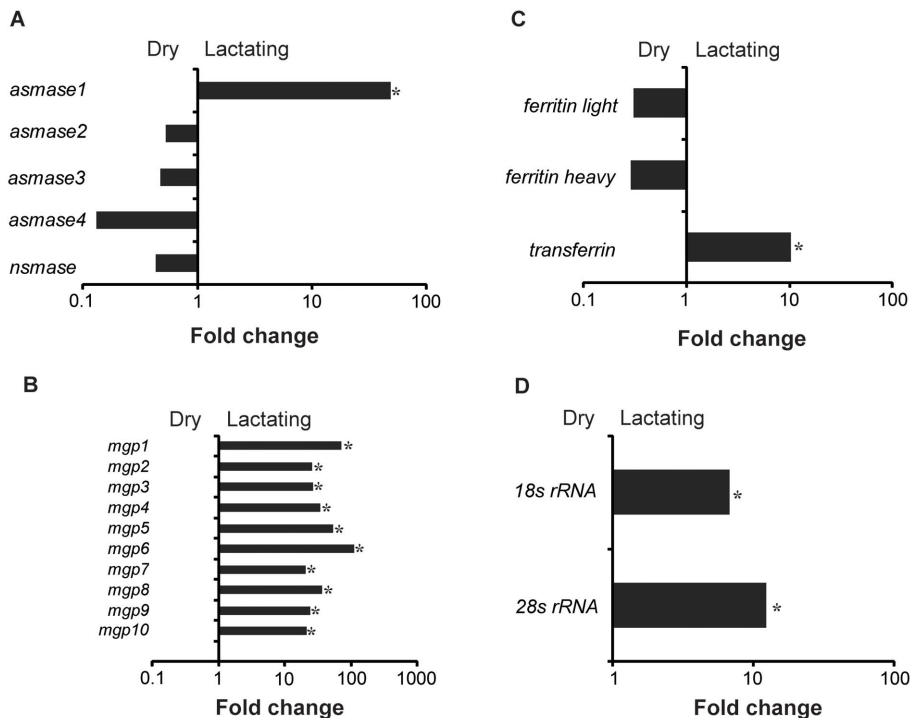 A
Dry Lactating
asmase1 *
asmase2
asmase3
asmase4
nsmase
0.1 1 10 100
Fold change
B
Dry Lactating
mgp1 *
mgp2 *
mgp3 *
mgp4 *
mgp5 *
mgp6 *
mgp7 *
mgp8 *
mgp9 *
mgp10 *
0.1 1 10 100 1000
Fold change
C
Dry Lactating
ferritin light
ferritin heavy
transferrin *
0.1 1 10 100
Fold change
D
Dry Lactating
18s rRNA *
28s rRNA *
1 10 100
Fold change